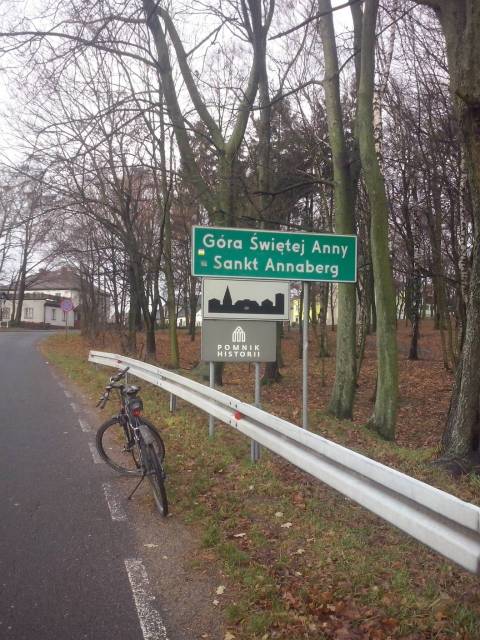 Góra Świętej Anny
Sankt Annaberg
POMNIK
HISTORII